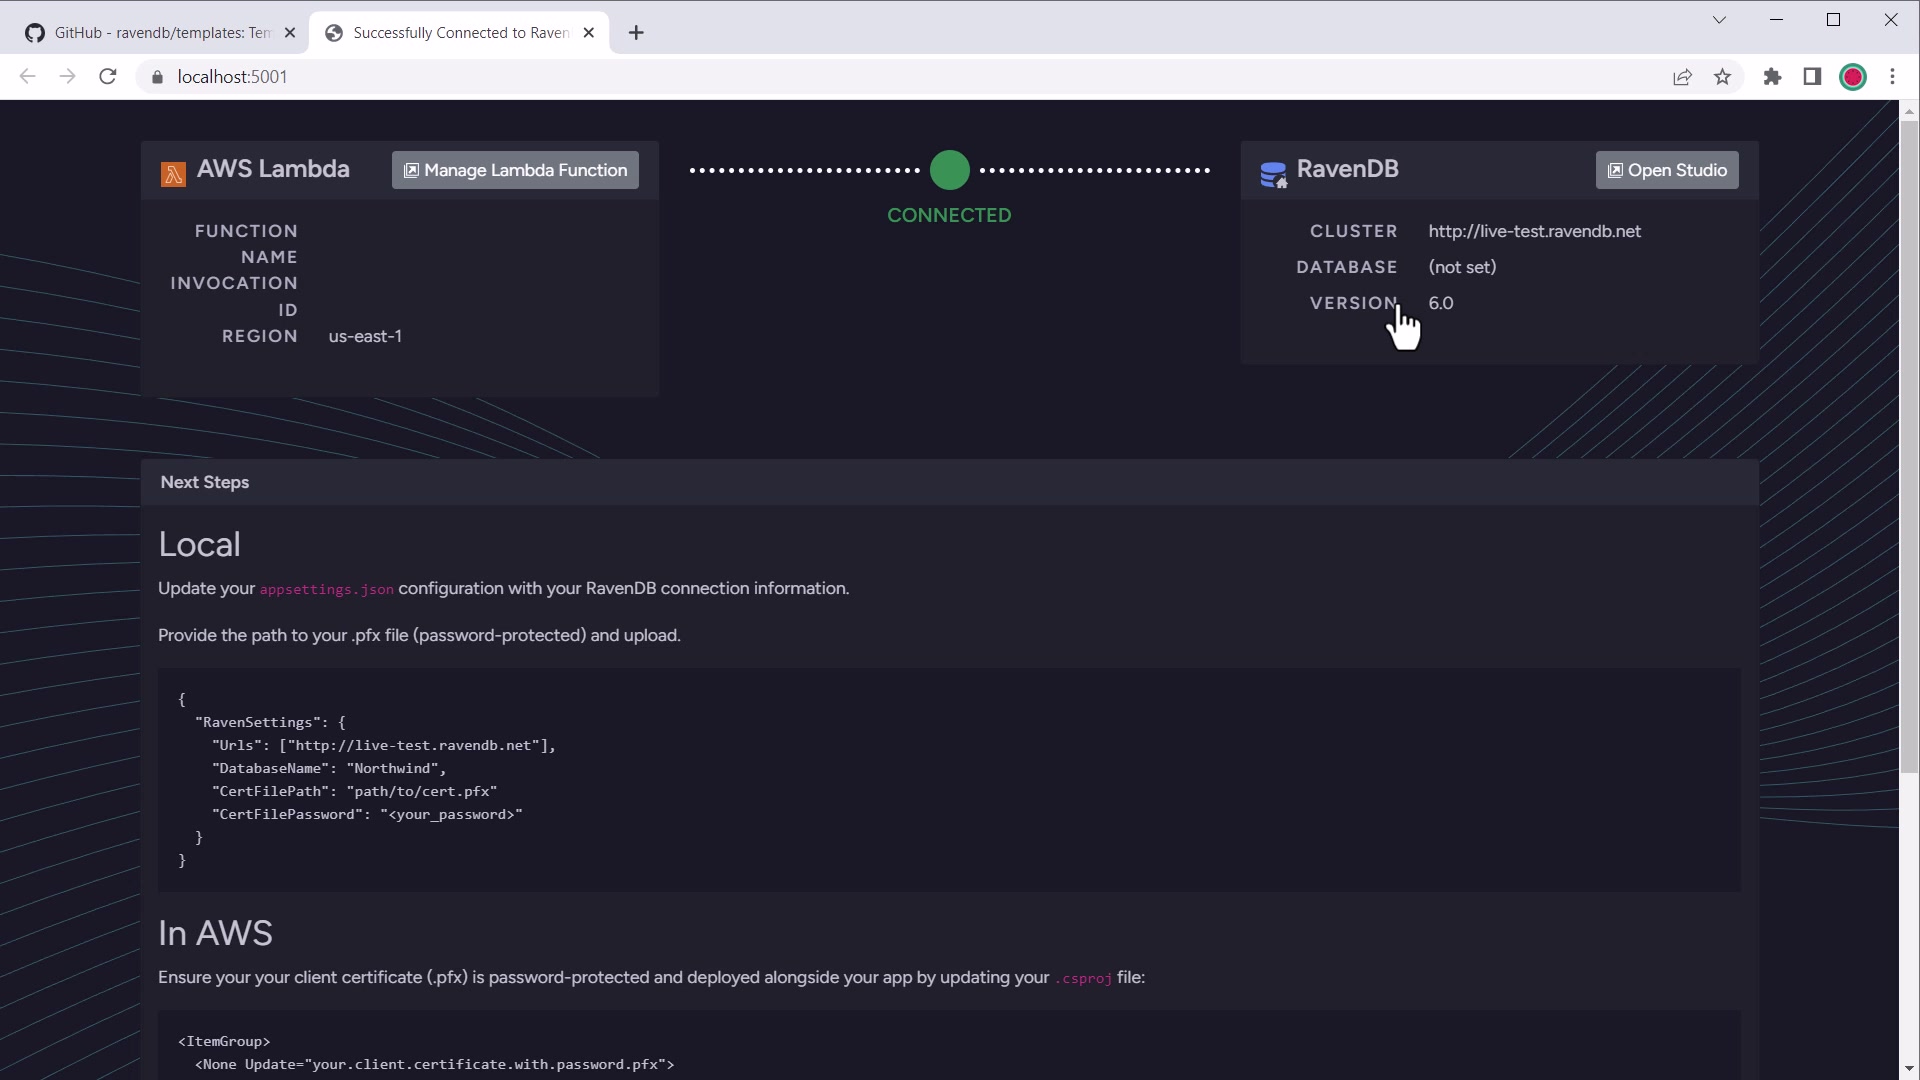 GitHub - ravendb/templates: Tem
Successfully Connected to Raven
localhost:5001
AWS Lambda
Manage Lambda Function
FUNCTION
NAME
INVOCATION
ID
REGION us-east-1
CONNECTED
RavenDB
Open Studio
CLUSTER http://live-test.ravendb.net
DATABASE (not set)
VERSION 6.0
Next Steps
Local
Update your appsettings.json configuration with your RavenDB connection information.
Provide the path to your .pfx file (password-protected) and upload.
{
"RavenSettings": {
"Urls": ["http://live-test.ravendb.net"],
"DatabaseName": "Northwind",
"CertFilePath": "path/to/cert.pfx"
"CertFilePassword": "<your_password>"
}
}
In AWS
Ensure your your client certificate (.pfx) is password-protected and deployed alongside your app by updating your .csproj file:
<ItemGroup>
<None Update="your.client.certificate.with.password.pfx">